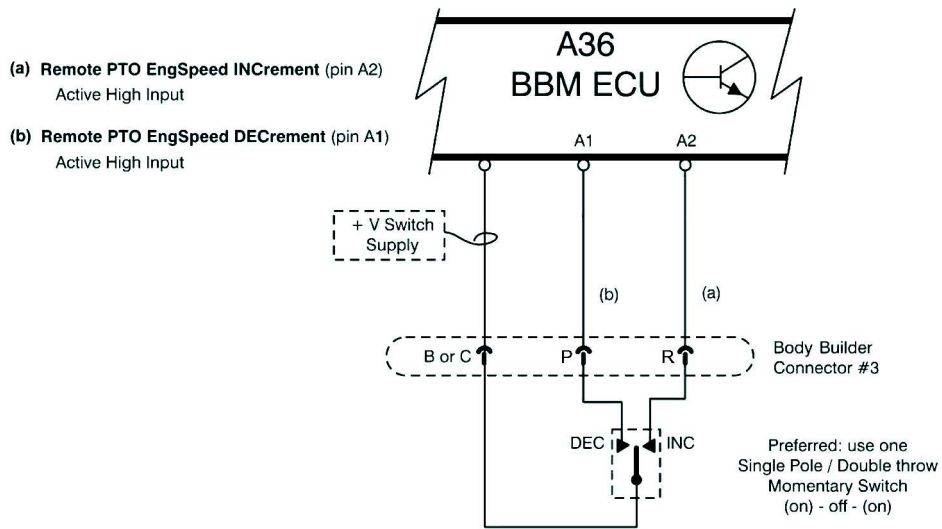 (a) Remote PTO EngSpeed INCrement (pin A2)
Active High Input
(b) Remote PTO EngSpeed DECrement (pin A1)
Active High Input
A36
BBM ECU
A1
A2
+ V Switch
Supply
(b)
(a)
B or C
P
R
Body Builder
Connector #3
DEC
INC
Preferred: use one
Single Pole / Double throw
Momentary Switch
(on) - off - (on)